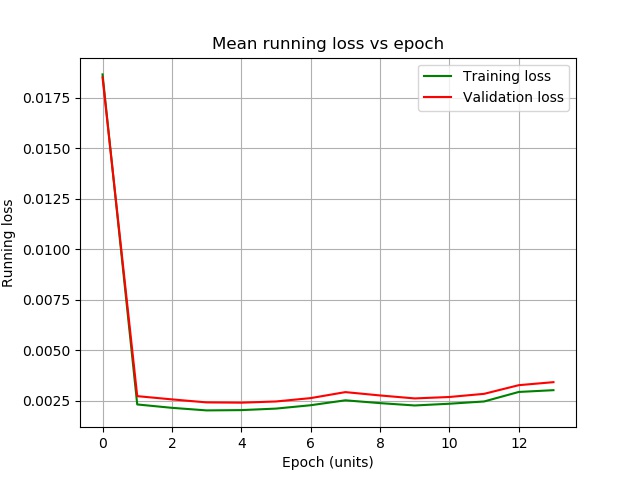 Mean running loss vs epoch
Training loss
Validation loss
0.0175
0.0150
0.0125
0.0100
0.0075
0.0050
0.0025
Running loss
0 2 4 6 8 10 12
Epoch (units)